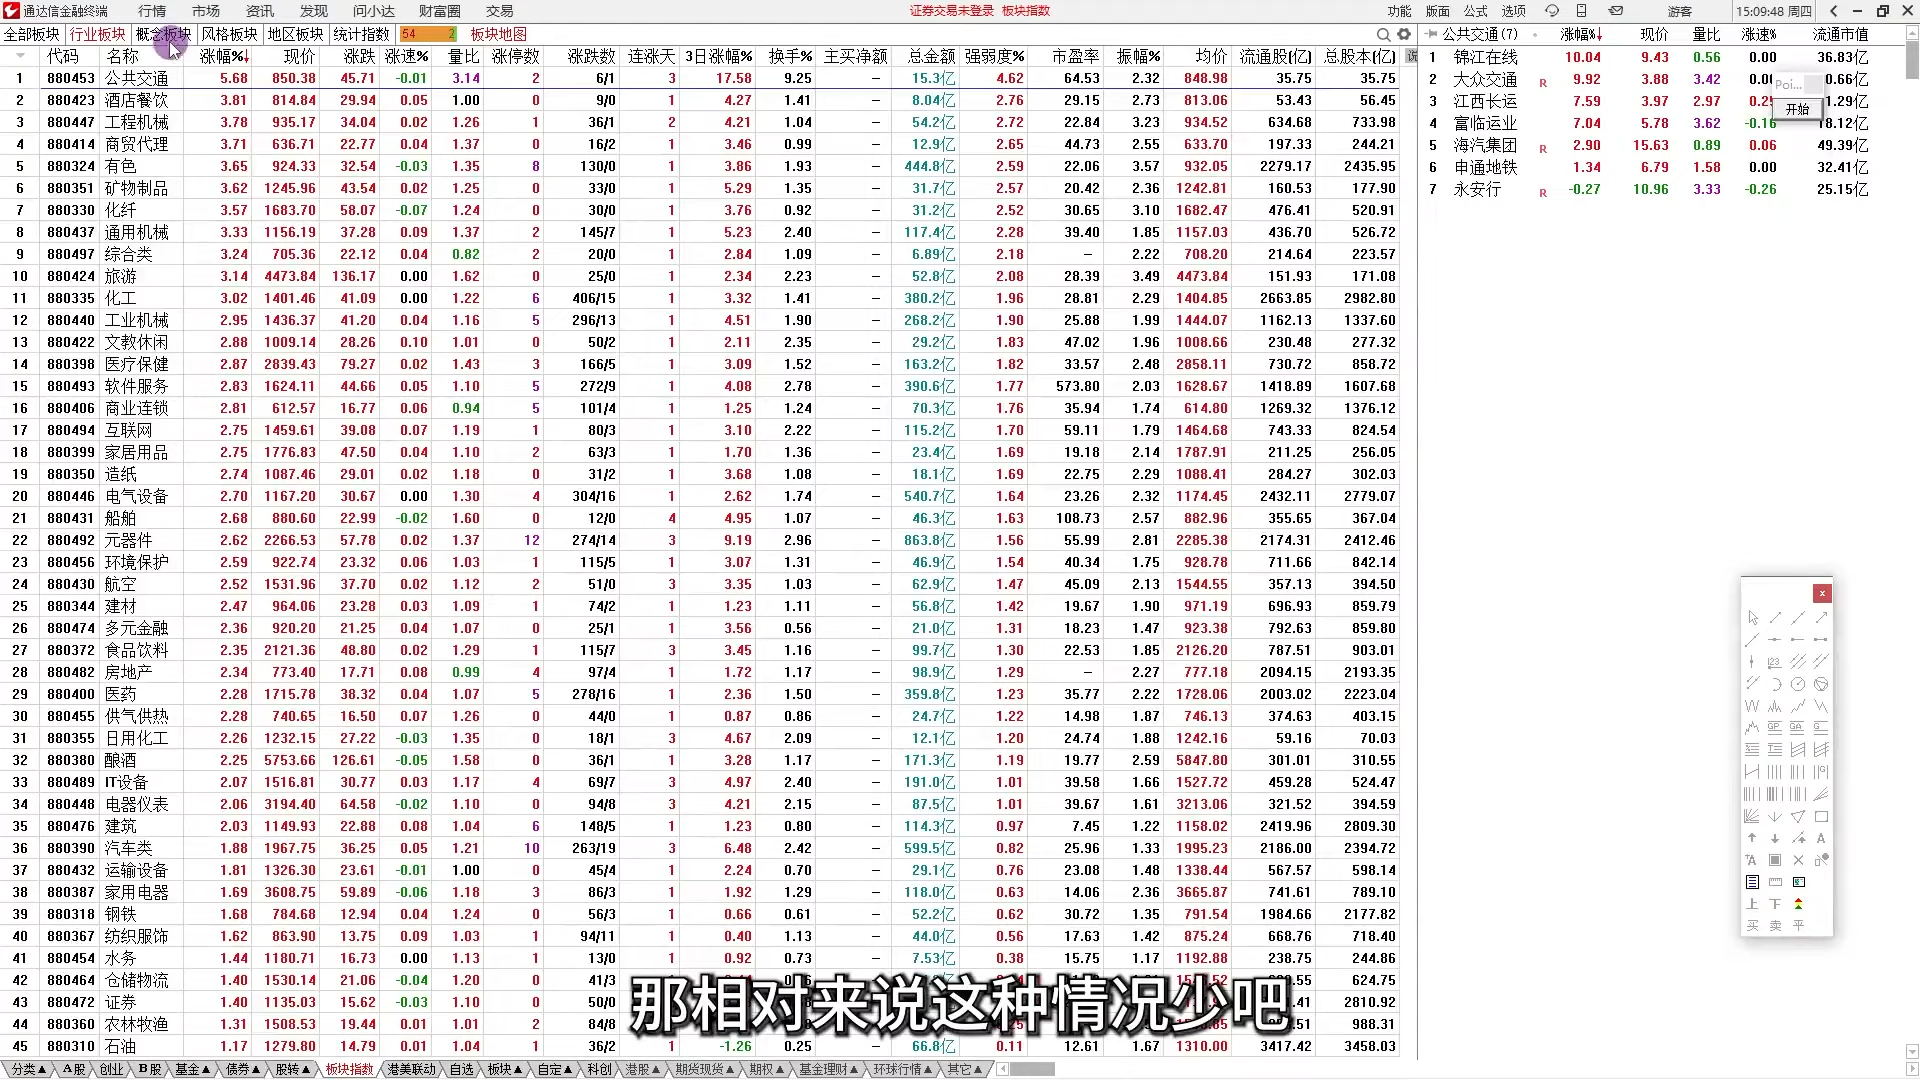 通达信金融终端 行情 市场 资讯 发现 问小达 财富圈 交易 证券交易未登录 板块指数 功能 版面 公式 选项 游客 15:09:48 周四
全部板块 行业板块 概念板块 风格板块 地区板块 统计指数 54 2 板块地图 公共交通(7) 涨幅%↓ 现价 量比 涨速% 流通市值
代码 名称 涨幅%↓ 现价 涨跌 涨速% 量比 涨停数 涨跌数 连涨天 3日涨幅% 换手% 主买净额 总金额 强弱度% 市盈率 振幅% 均价 流通股(亿) 总股本(亿)
1 880453 公共交通 5.68 850.38 45.71 -0.01 3.14 2 6/1 3 17.58 9.25 – 15.3亿 4.62 64.53 2.32 848.98 35.75 35.75
2 880423 酒店餐饮 3.81 814.84 29.94 0.05 1.00 0 9/0 1 4.27 1.41 – 8.04亿 2.76 29.15 2.73 813.06 53.43 56.45
3 880447 工程机械 3.78 935.17 34.04 0.02 1.26 1 36/1 2 4.21 1.04 – 54.2亿 2.72 22.84 3.23 934.52 634.68 733.98
4 880414 商贸代理 3.71 636.71 22.77 0.04 1.37 0 16/2 1 3.46 0.99 – 12.9亿 2.65 44.73 2.55 633.70 197.33 244.21
5 880324 有色 3.65 924.33 32.54 -0.03 1.35 8 130/0 1 3.86 1.93 – 444.8亿 2.59 22.06 3.57 932.05 2279.17 2435.95
6 880351 矿物制品 3.62 1245.96 43.54 0.02 1.25 0 33/0 1 5.29 1.35 – 31.7亿 2.57 20.42 2.36 1242.81 160.53 177.90
7 880330 化纤 3.57 1683.70 58.07 -0.07 1.24 0 30/0 1 3.76 0.92 – 31.2亿 2.52 30.65 3.10 1682.47 476.41 520.91
8 880437 通用机械 3.33 1156.19 37.28 0.09 1.37 2 145/7 1 5.23 2.40 – 117.4亿 2.28 39.40 1.85 1157.03 436.70 526.72
9 880497 综合类 3.24 705.36 22.12 0.04 0.82 2 20/0 1 2.84 1.09 – 6.89亿 2.18 – 2.22 708.20 214.64 223.57
10 880424 旅游 3.14 4473.84 136.17 0.00 1.62 0 25/0 1 2.34 2.23 – 52.8亿 2.08 28.39 3.49 4473.84 151.93 171.08
11 880335 化工 3.02 1401.46 41.09 0.00 1.22 6 406/15 1 3.32 1.41 – 380.2亿 1.96 28.81 2.29 1404.85 2663.85 2982.80
12 880440 工业机械 2.95 1436.37 41.20 0.04 1.16 5 296/13 1 4.51 1.90 – 268.2亿 1.90 25.88 1.99 1444.07 1162.13 1337.60
13 880422 文教休闲 2.88 1009.14 28.26 0.10 1.01 0 50/2 1 2.11 2.35 – 29.2亿 1.83 47.02 1.96 1008.66 230.48 277.32
14 880398 医疗保健 2.87 2839.43 79.27 0.02 1.43 3 166/5 1 3.09 1.52 – 163.2亿 1.82 33.57 2.48 2858.11 730.72 858.72
15 880493 软件服务 2.83 1624.11 44.66 0.05 1.10 5 272/9 1 4.08 2.78 – 390.6亿 1.77 573.80 2.03 1628.67 1418.89 1607.68
16 880406 商业连锁 2.81 612.57 16.77 0.06 0.94 5 101/4 1 1.25 1.24 – 70.3亿 1.76 35.94 1.74 614.80 1269.32 1376.12
17 880494 互联网 2.75 1459.61 39.08 0.07 1.19 1 80/3 1 3.10 2.22 – 115.2亿 1.70 59.11 1.79 1464.68 743.33 824.54
18 880399 家居用品 2.75 1776.83 47.50 0.04 1.10 2 63/3 1 1.70 1.36 – 23.4亿 1.69 19.18 2.14 1787.91 211.25 256.05
19 880350 造纸 2.74 1087.46 29.01 0.02 1.18 0 31/2 1 3.68 1.08 – 18.1亿 1.69 22.75 2.29 1088.41 284.27 302.03
20 880446 电气设备 2.70 1167.20 30.67 0.00 1.30 4 304/16 1 2.62 1.74 – 540.7亿 1.64 23.26 2.32 1174.45 2432.11 2779.07
21 880431 船舶 2.68 880.60 22.99 -0.02 1.60 0 12/0 4 4.95 1.07 – 46.3亿 1.63 108.73 2.57 882.96 355.65 367.04
22 880492 元器件 2.62 2266.53 57.78 0.02 1.37 12 274/14 3 9.19 2.96 – 863.8亿 1.56 55.99 2.81 2285.38 2174.31 2412.46
23 880456 环境保护 2.59 922.74 23.32 0.06 1.03 1 115/5 1 3.07 1.31 – 46.9亿 1.54 40.34 1.75 928.78 711.66 842.14
24 880430 航空 2.52 1531.96 37.70 0.02 1.12 2 51/0 3 3.35 1.03 – 62.9亿 1.47 45.09 2.13 1544.55 357.13 394.50
25 880344 建材 2.47 964.06 23.28 0.03 1.09 1 74/2 1 1.23 1.11 – 56.8亿 1.42 19.67 1.90 971.19 696.93 859.79
26 880474 多元金融 2.36 920.20 21.25 0.04 1.07 0 25/1 1 3.56 0.56 – 21.0亿 1.31 18.23 1.47 923.38 792.63 859.80
27 880372 食品饮料 2.35 2121.36 48.80 0.02 1.29 1 115/7 3 3.45 1.16 – 99.7亿 1.30 22.53 1.85 2126.20 787.51 903.01
28 880482 房地产 2.34 773.40 17.71 0.08 0.99 4 97/4 1 1.72 1.17 – 98.9亿 1.29 – 2.27 777.18 2094.15 2193.35
29 880400 医药 2.28 1715.78 38.32 0.04 1.07 5 278/16 1 2.36 1.50 – 359.8亿 1.23 35.77 2.22 1728.06 2003.02 2223.04
30 880455 供气供热 2.28 740.65 16.50 0.07 1.26 0 44/0 1 0.87 0.86 – 24.7亿 1.22 14.98 1.87 746.13 374.63 403.15
31 880355 日用化工 2.26 1232.15 27.22 -0.03 1.35 0 18/1 3 4.67 2.09 – 12.1亿 1.20 24.74 1.88 1242.16 59.16 70.03
32 880380 酿酒 2.25 5753.66 126.61 -0.05 1.58 0 36/1 3 3.28 1.17 – 171.3亿 1.19 19.77 2.59 5847.80 301.01 310.55
33 880489 IT设备 2.07 1516.81 30.77 0.03 1.17 4 69/7 3 4.97 2.40 – 191.0亿 1.01 39.58 1.66 1527.72 459.28 524.47
34 880448 电器仪表 2.06 3194.40 64.58 -0.02 1.10 0 94/8 3 4.21 2.15 – 87.5亿 1.01 39.67 1.61 3213.06 321.52 394.59
35 880476 建筑 2.03 1149.93 22.88 0.08 1.04 6 148/5 1 1.23 0.80 – 114.3亿 0.97 7.45 1.22 1158.02 2419.96 2809.30
36 880390 汽车类 1.88 1967.75 36.25 0.05 1.21 10 263/19 3 6.48 2.42 – 599.5亿 0.82 25.96 1.33 1995.23 2186.00 2394.72
37 880432 运输设备 1.81 1326.30 23.61 -0.01 1.00 0 45/4 1 2.24 0.70 – 29.1亿 0.76 23.08 1.48 1338.44 567.57 598.14
38 880387 家用电器 1.69 3608.75 59.89 -0.06 1.18 3 86/3 1 1.92 1.29 – 118.0亿 0.63 14.06 2.36 3665.87 741.61 789.10
39 880318 钢铁 1.68 784.68 12.94 0.04 1.24 0 56/3 1 0.66 0.61 – 52.2亿 0.62 30.72 1.35 791.54 1984.66 2177.82
40 880367 纺织服饰 1.62 863.90 13.75 0.09 1.03 1 94/11 1 0.40 1.13 – 44.0亿 0.56 17.63 1.42 875.24 668.76 718.40
41 880454 水务 1.44 1180.71 16.73 0.00 1.13 1 13/0 1 0.92 0.73 – 7.53亿 0.38 15.75 1.17 1192.88 238.75 244.86
42 880464 仓储物流 1.40 1530.14 21.06 -0.04 1.20 0 41/3 624.75
43 880472 证券 1.40 1135.03 15.62 -0.03 1.10 0 50/0 2810.92
44 880360 农林牧渔 1.31 1508.53 19.44 0.01 1.01 2 84/8 988.31
45 880310 石油 1.17 1279.80 14.79 0.01 1.04 1 36/2 1 -1.26 0.25 – 66.8亿 0.11 12.61 1.67 1310.00 3417.42 3458.03
1 锦江在线 10.04 9.43 0.56 0.00 36.83亿
2 大众交通 R 9.92 3.88 3.42 0.66亿
3 江西长运 7.59 3.97 2.97 1.29亿
4 富临运业 7.04 5.78 3.62 -0.16 18.12亿
5 海汽集团 R 2.90 15.63 0.89 0.06 49.39亿
6 申通地铁 1.34 6.79 1.58 0.00 32.41亿
7 永安行 R -0.27 10.96 3.33 -0.26 25.15亿
Poi...
开始
上 下
买 卖 平
那相对来说这种情况少吧
分类▲ A股 创业 B股 基金▲ 债券▲ 股转▲ 板块指数 港美联动 自选 板块▲ 自定▲ 科创 港股▲ 期货现货▲ 期权▲ 基金理财▲ 环球行情▲ 其它▲